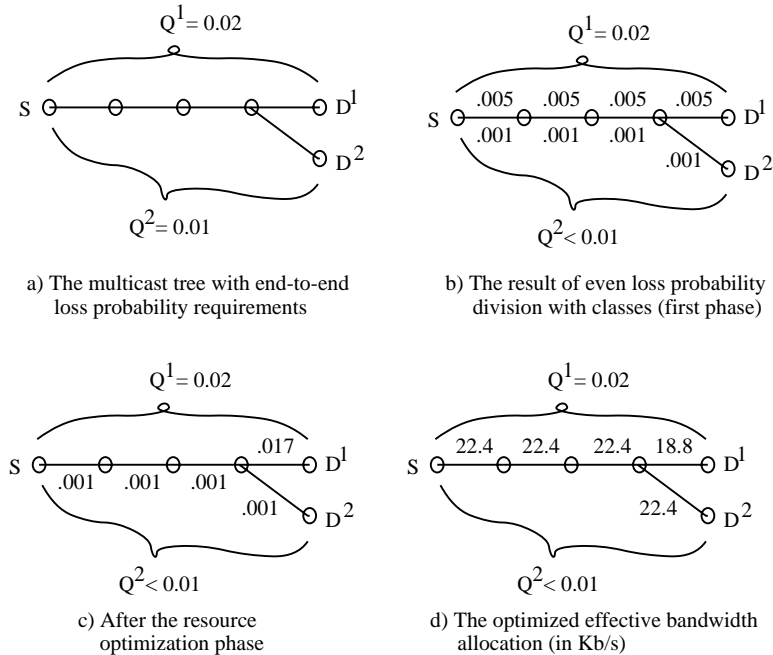 Q¹= 0.02
S
D¹
D²
Q²= 0.01
a) The multicast tree with end-to-end
loss probability requirements
Q¹= 0.02
.005 .005 .005 .005
S
D¹
.001 .001 .001
.001
D²
Q²< 0.01
b) The result of even loss probability
division with classes (first phase)
Q¹= 0.02
.017
S
D¹
.001 .001 .001
.001
D²
Q²< 0.01
c) After the resource
optimization phase
Q¹= 0.02
22.4 22.4 22.4 18.8
S
D¹
22.4
D²
Q²< 0.01
d) The optimized effective bandwidth
allocation (in Kb/s)